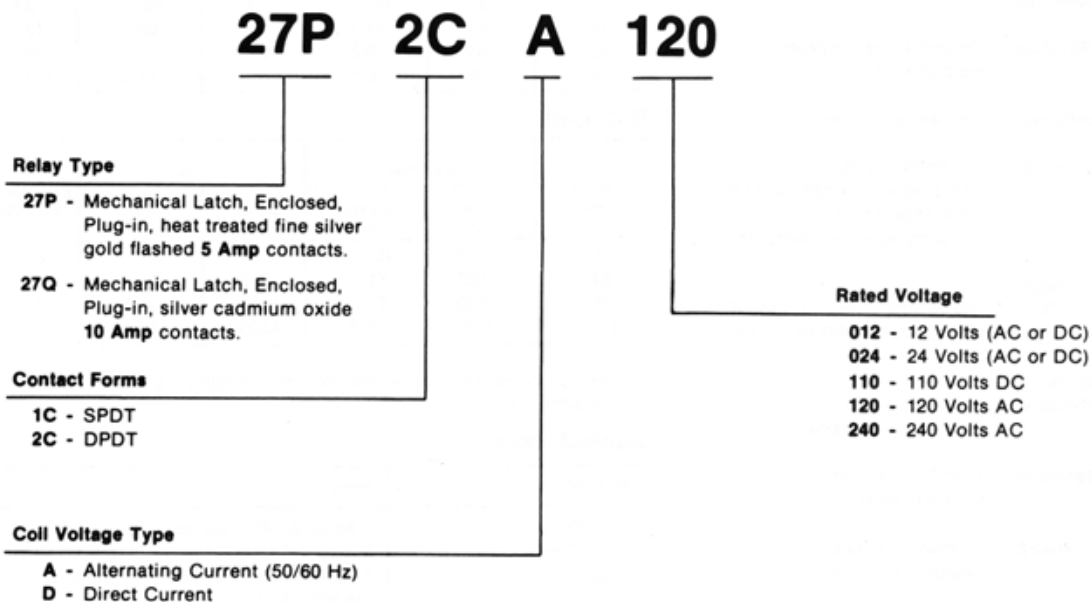 27P 2C A 120
Relay Type
27P - Mechanical Latch, Enclosed,
Plug-in, heat treated fine silver
gold flashed 5 Amp contacts.
27Q - Mechanical Latch, Enclosed,
Plug-in, silver cadmium oxide
10 Amp contacts.
Contact Forms
1C - SPDT
2C - DPDT
Coil Voltage Type
A - Alternating Current (50/60 Hz)
D - Direct Current
Rated Voltage
012 - 12 Volts (AC or DC)
024 - 24 Volts (AC or DC)
110 - 110 Volts DC
120 - 120 Volts AC
240 - 240 Volts AC